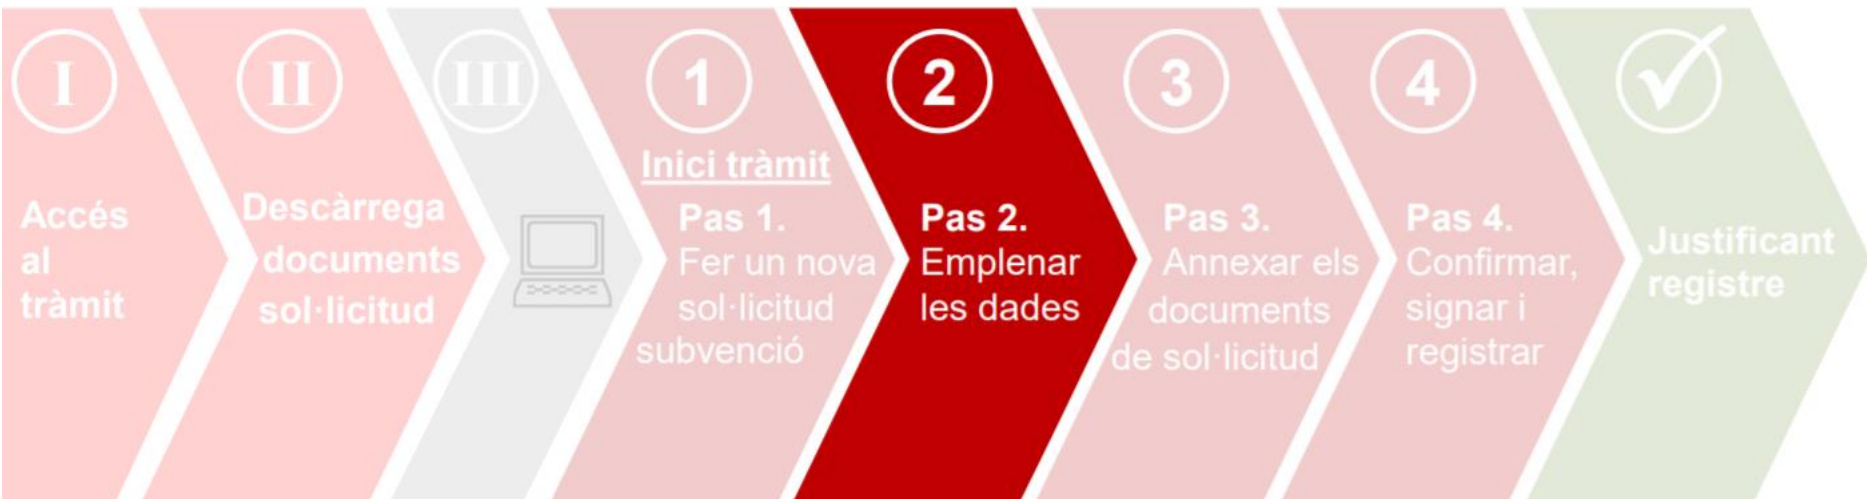 I
Accés
al
tràmit
II
Descàrrega
documents
sol·licitud
III
1
Inici tràmit
Pas 1.
Fer un nova
sol·licitud
subvenció
2
Pas 2.
Emplenar
les dades
3
Pas 3.
Annexar els
documents
de sol·licitud
4
Pas 4.
Confirmar,
signar i
registrar
Justificant
registre